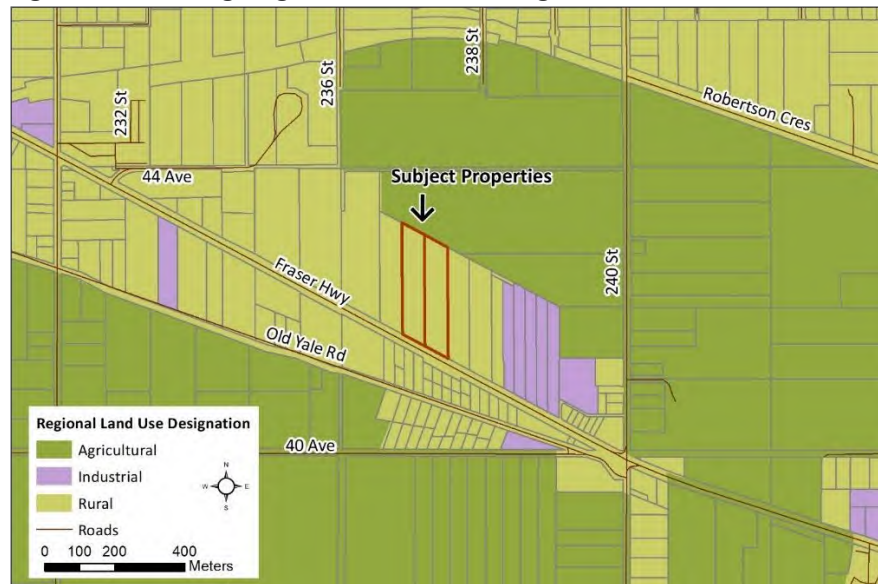 232 St
236 St
238 St
Robertson Cres
44 Ave
Subject Properties
240 St
Fraser Hwy
Old Yale Rd
40 Ave
Regional Land Use Designation
Agricultural
Industrial
Rural
Roads
N
W E
S
0 100 200 400
Meters